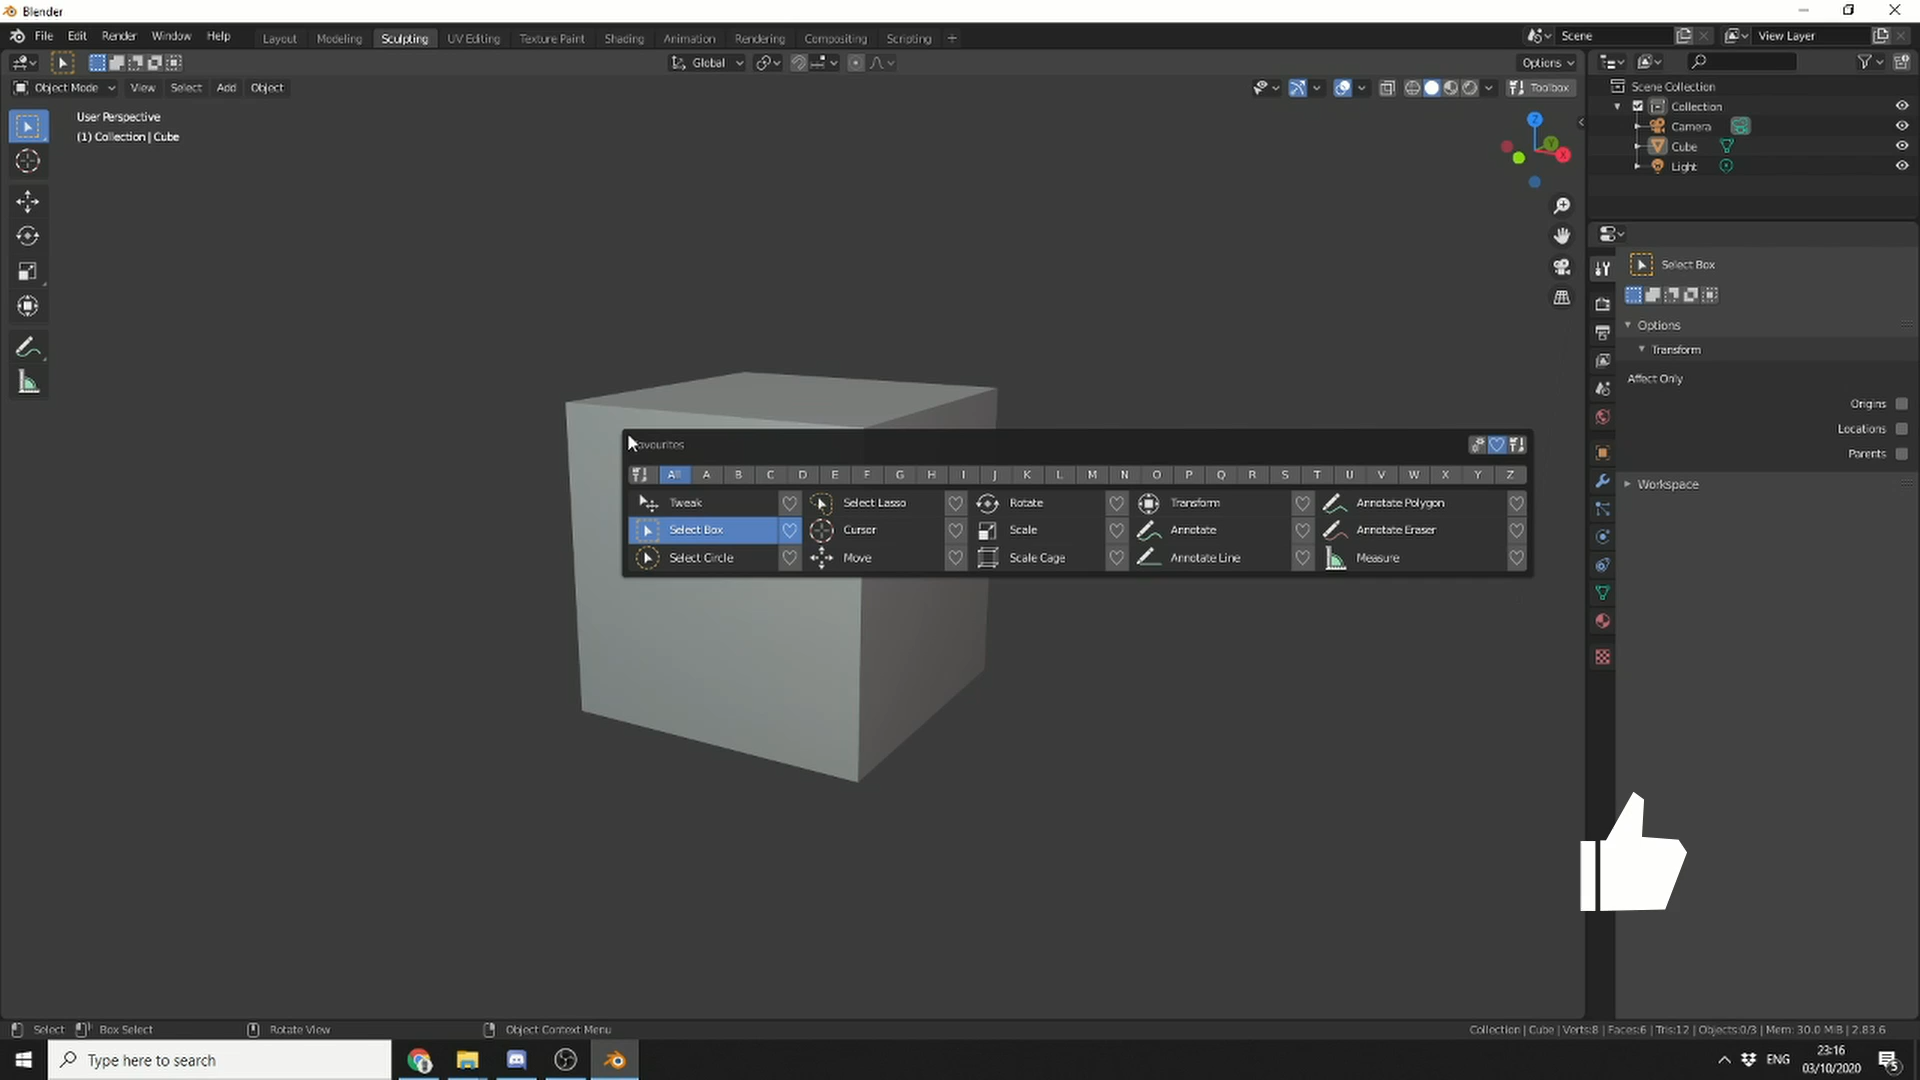 Blender
File Edit Render Window Help
Layout Modeling Sculpting UV Editing Texture Paint Shading Animation Rendering Compositing Scripting +
Scene
View Layer
Global
Options
Object Mode View Select Add Object
Toolbox
User Perspective
(1) Collection | Cube
Z
Y
X
Scene Collection
Collection
Camera
Cube
Light
Select Box
Options
Transform
Affect Only
Origins
Locations
Parents
Workspace
avourites
All A B C D E F G H I J K L M N O P Q R S T U V W X Y Z
Tweak Select Lasso Rotate Transform Annotate Polygon
Select Box Cursor Scale Annotate Annotate Eraser
Select Circle Move Scale Cage Annotate Line Measure
Select Box Select Rotate View Object Context Menu
Collection | Cube | Verts:8 | Faces:6 | Tris:12 | Objects:0/3 | Mem: 30.0 MiB | 2.83.6
Type here to search
ENG
23:16
03/10/2020
5